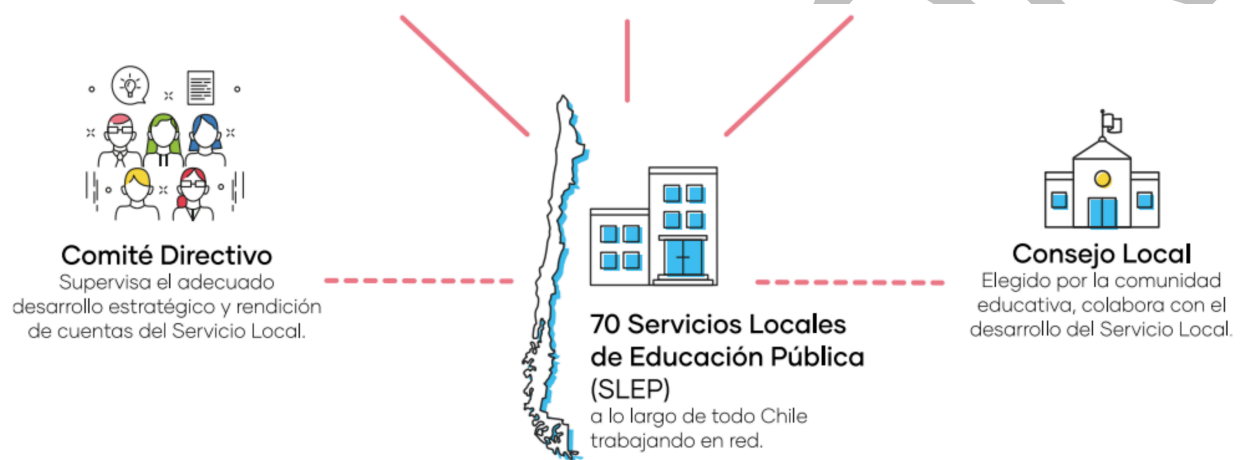 Comité Directivo
Supervisa el adecuado
desarrollo estratégico y rendición
de cuentas del Servicio Local.
70 Servicios Locales
de Educación Pública
(SLEP)
a lo largo de todo Chile
trabajando en red.
Consejo Local
Elegido por la comunidad
educativa, colabora con el
desarrollo del Servicio Local.